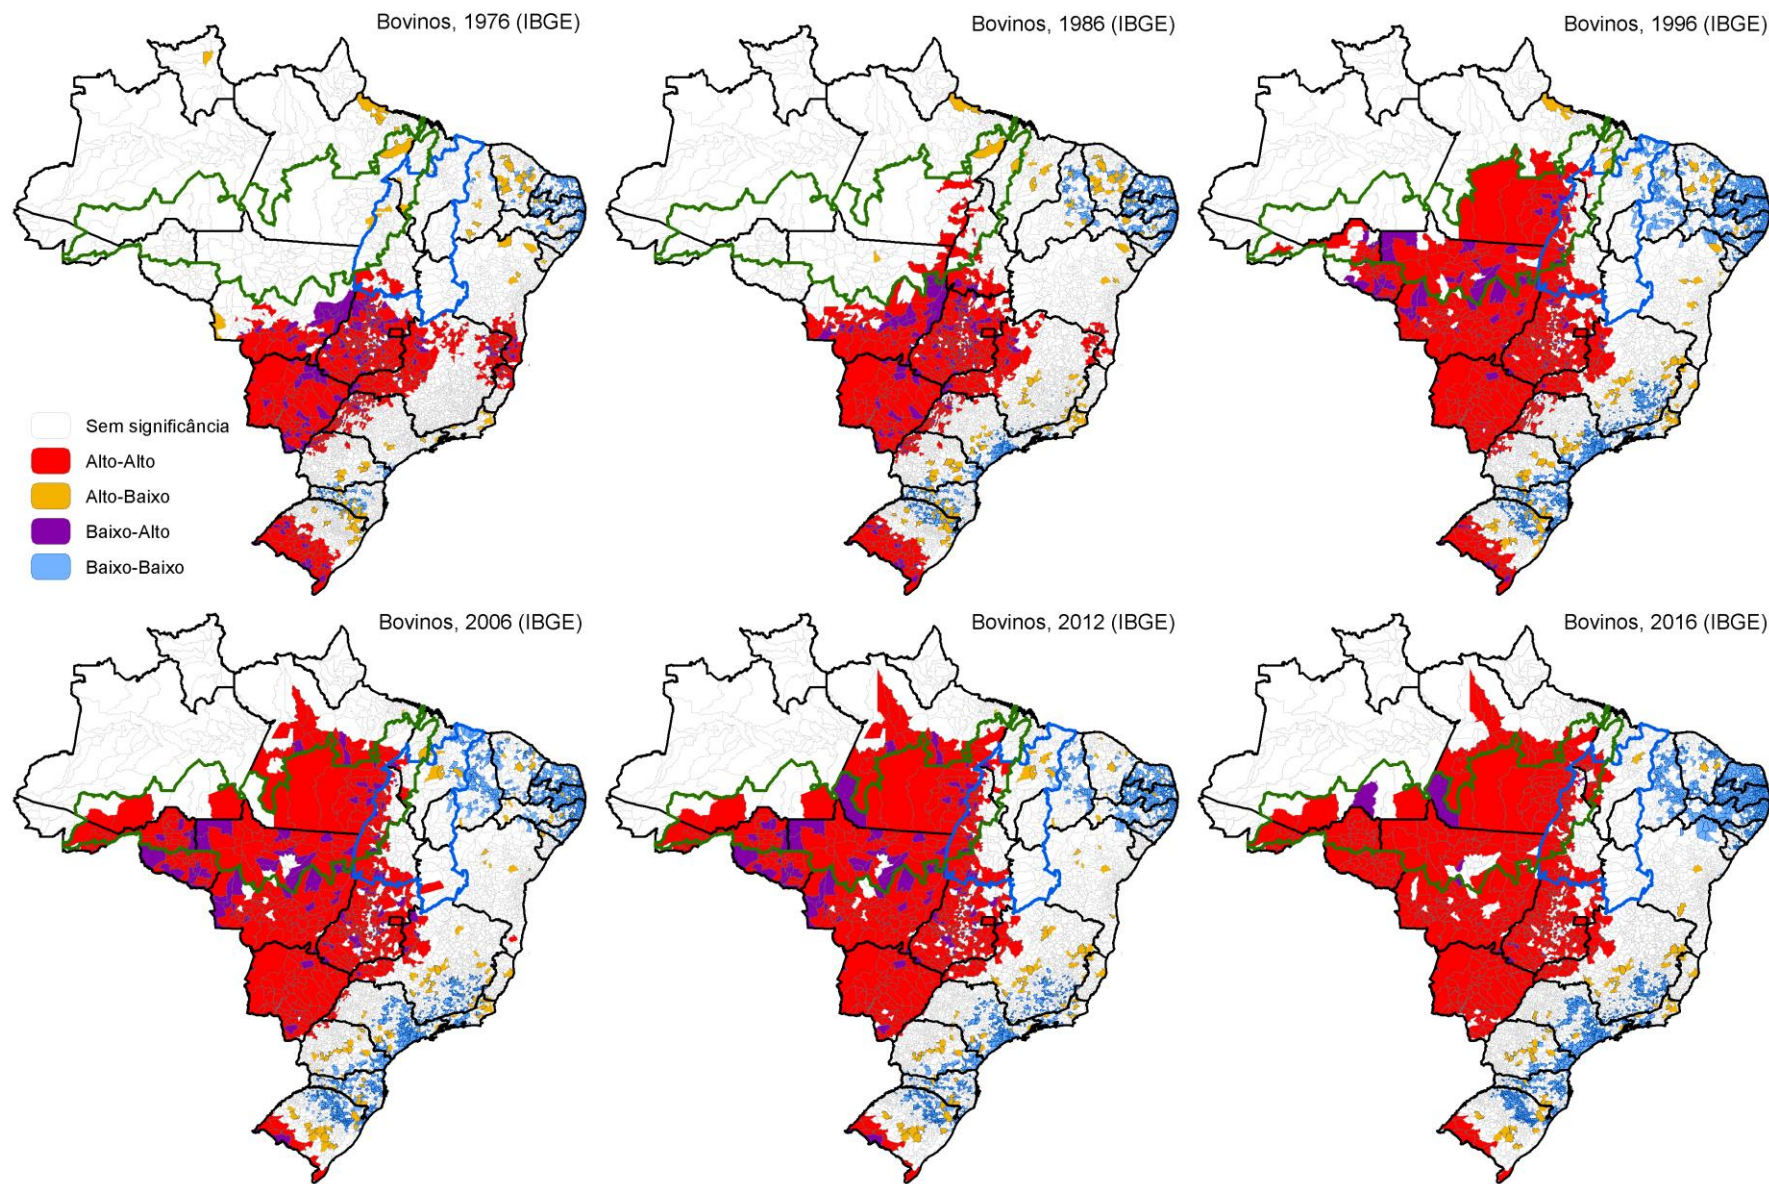 Bovinos, 1976 (IBGE)
Bovinos, 1986 (IBGE)
Bovinos, 1996 (IBGE)
Sem significância
Alto-Alto
Alto-Baixo
Baixo-Alto
Baixo-Baixo
Bovinos, 2006 (IBGE)
Bovinos, 2012 (IBGE)
Bovinos, 2016 (IBGE)